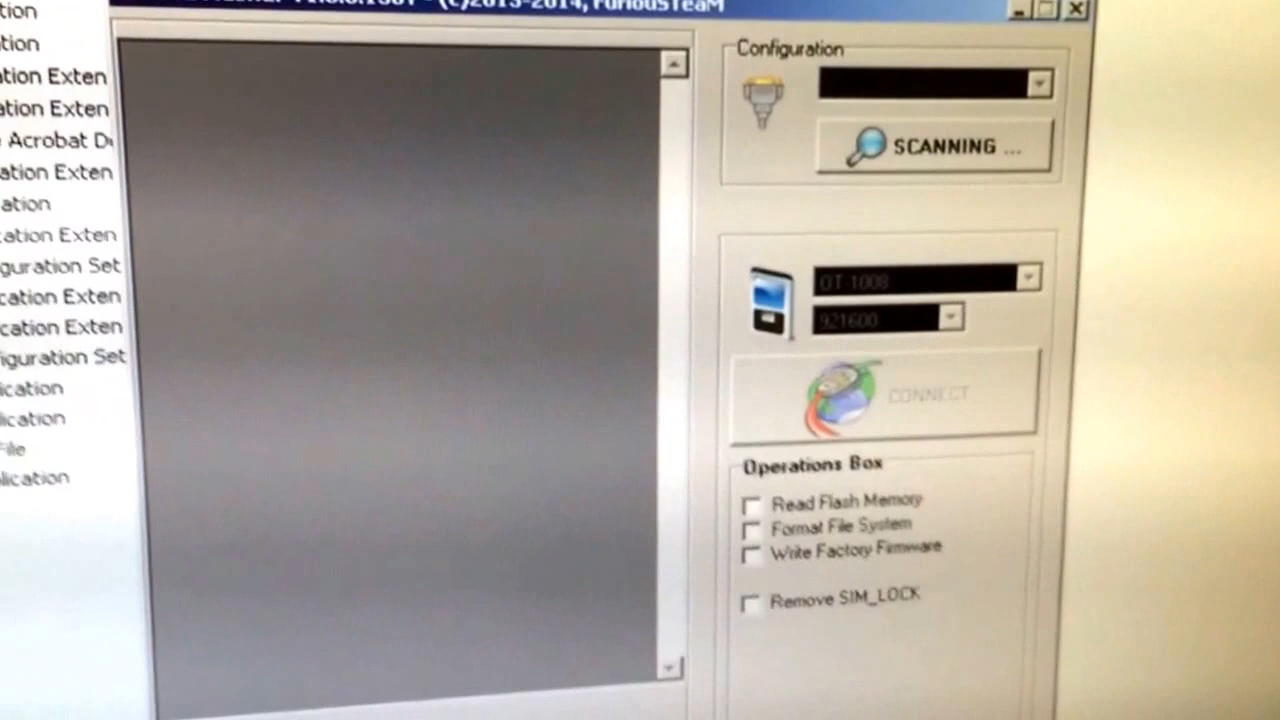 (c)2013-2014, FuriousTeaM
tion
tion
ation Exten
ation Exten
Acrobat D
ation Exten
ation
cation Exten
guration Set
cation Exten
cation Exten
iguration Set
ication
lication
File
lication
Configuration
SCANNING ...
OT-1008
921600
CONNECT
Operations Box
Read Flash Memory
Format File System
Write Factory Firmware
Remove SIM_LOCK